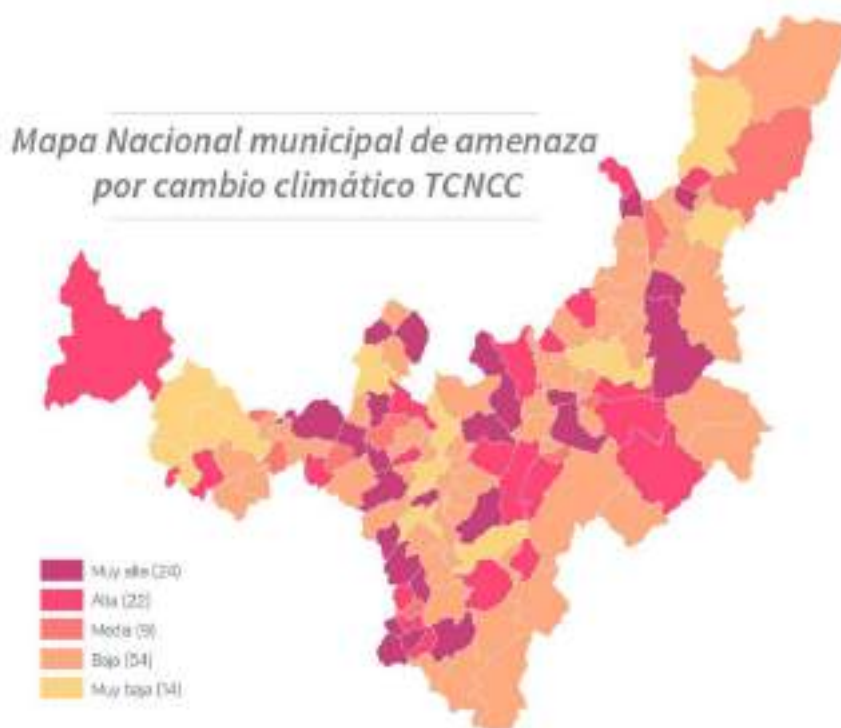 Mapa Nacional municipal de amenaza
por cambio climático TCNCC
Muy alta (24)
Alta (22)
Media (9)
Baja (54)
Muy baja (14)